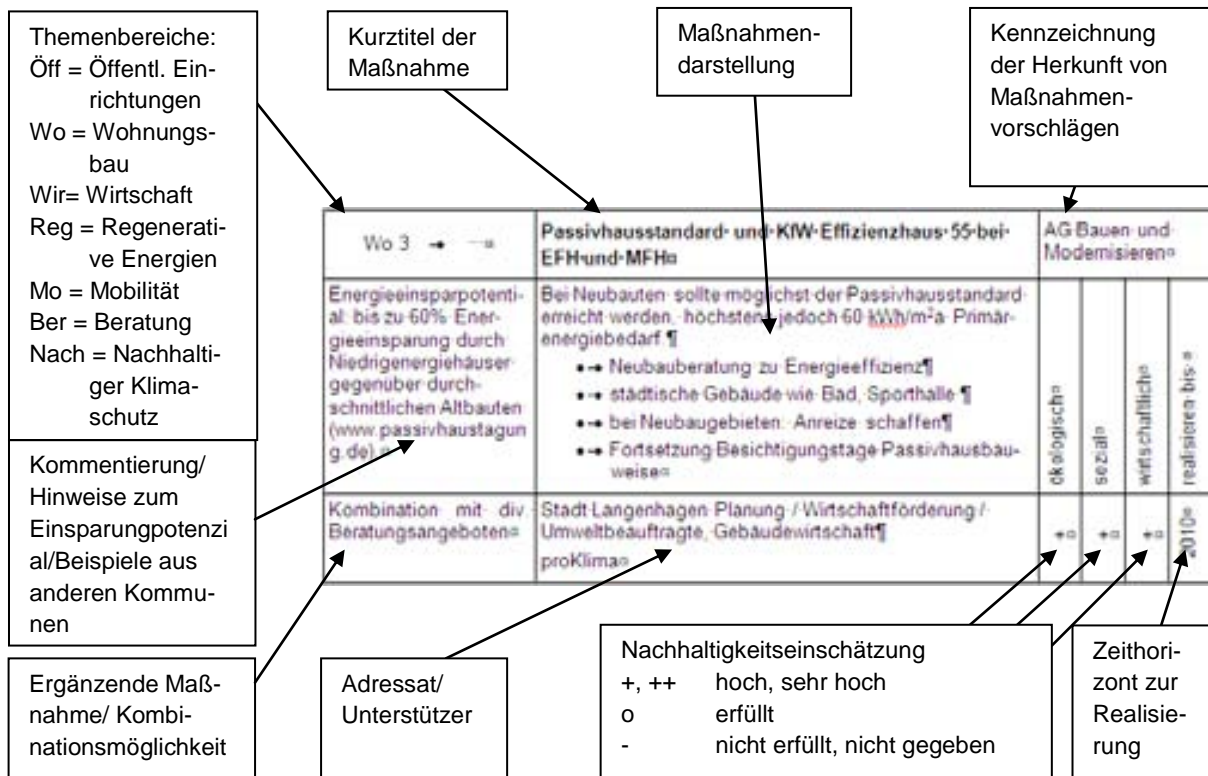 Themenbereiche:
Öff = Öffentl. Ein-
richtungen
Wo = Wohnungs-
bau
Wir= Wirtschaft
Reg = Regenerati-
ve Energien
Mo = Mobilität
Ber = Beratung
Nach = Nachhalti-
ger Klima-
schutz
Kurztitel der
Maßnahme
Maßnahmen-
darstellung
Kennzeichnung
der Herkunft von
Maßnahmen-
vorschlägen
Wo 3
Passivhausstandard und KfW-Effizienzhaus 55 bei
EFH und MFH
AG Bauen und
Modernisieren
Energieeinsparpotenti-
al: bis zu 60% Ener-
gieeinsparung durch
Niedrigenergiehäuser
gegenüber durch-
schnittlichen Altbauten
(www.passivhaustagun
g.de)
Bei Neubauten sollte möglichst der Passivhausstandard
erreicht werden, höchstens jedoch 60 kWh/m²a Primär-
energiebedarf ¶
Neubauberatung zu Energieeffizienz¶
städtische Gebäude wie Bad, Sporthalle ¶
bei Neubaugebieten: Anreize schaffen¶
Fortsetzung Besichtigungstage Passivhausbau-
weise
ökologisch
sozial
wirtschaftlich
realisieren bis:
Kombination mit div.
Beratungsangeboten
Stadt Langenhagen Planung / Wirtschaftförderung /
Umweltbeauftragte, Gebäudewirtschaft¶
proKlima
+
+
+
2010
Kommentierung/
Hinweise zum
Einsparungpotenzi
al/Beispiele aus
anderen Kommu-
nen
Ergänzende Maß-
nahme/ Kombi-
nationsmöglichkeit
Adressat/
Unterstützer
Nachhaltigkeitseinschätzung
+, ++ hoch, sehr hoch
o erfüllt
- nicht erfüllt, nicht gegeben
Zeithori-
zont zur
Realisie-
rung